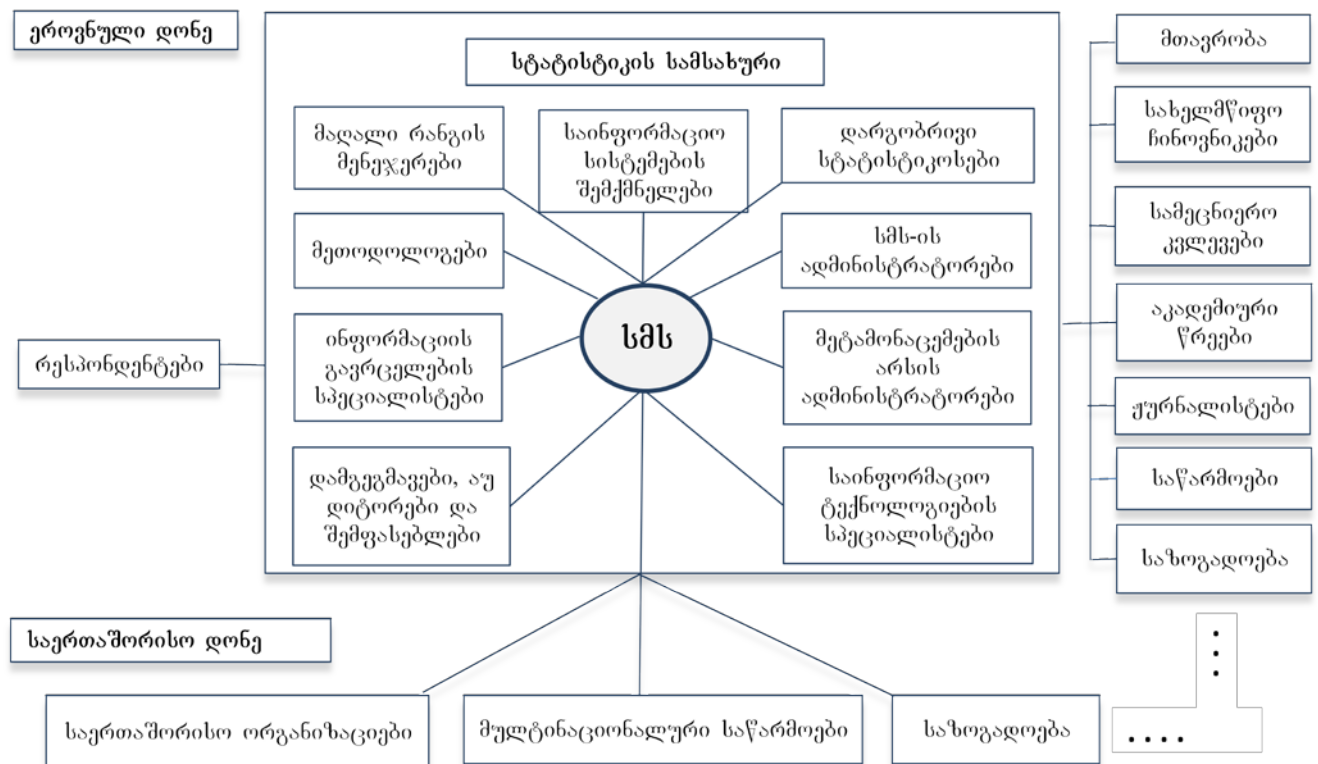 ეროვნული დონე
სტატისტიკის სამსახური
მაღალი რანგის
მენეჯერები
საინფორმაციო
სისტემების
შემქმნელები
დარგობრივი
სტატისტიკოსები
მეთოდოლოგები
სმს-ის
ადმინისტრატორები
სმს
ინფორმაციის
გავრცელების
სპეციალისტები
მეტამონაცემების
არსის
ადმინისტრატორები
დამგეგმავები, აუ
დიტორები და
შემფასებლები
საინფორმაციო
ტექნოლოგიების
სპეციალისტები
რესპონდენტები
მთავრობა
სახელმწიფო
ჩინოვნიკები
სამეცნიერო
კვლევები
აკადემიური
წრეები
ჟურნალისტები
საწარმოები
საზოგადოება
საერთაშორისო დონე
საერთაშორისო ორგანიზაციები
მულტინაციონალური საწარმოები
საზოგადოება
....